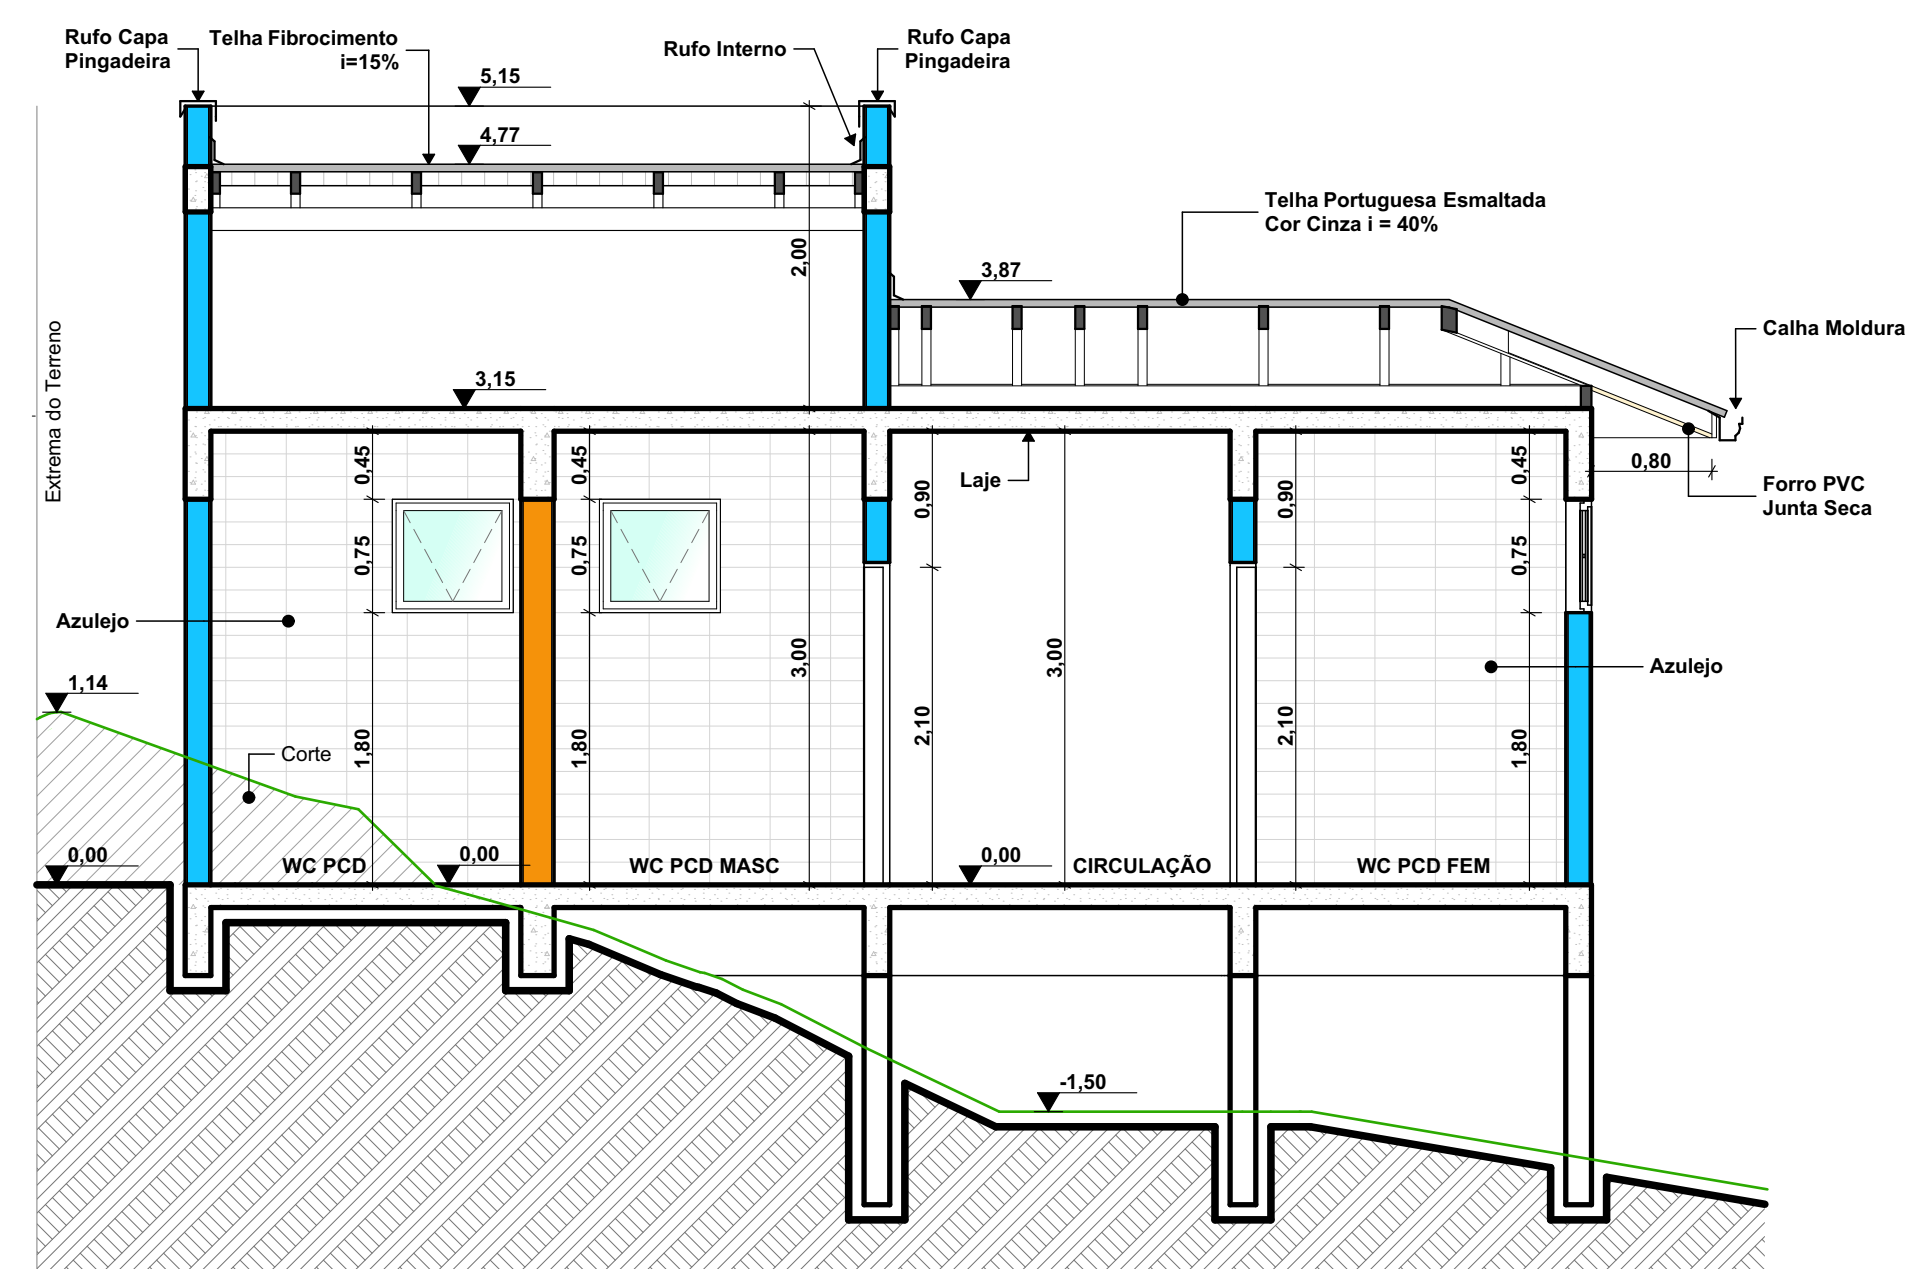 Rufo Capa
Pingadeira
Telha Fibrocimento
i=15%
Rufo Interno
Rufo Capa
Pingadeira
5,15
4,77
2,00
Telha Portuguesa Esmaltada
Cor Cinza i = 40%
3,87
Calha Moldura
Extrema do Terreno
3,15
0,45
0,45
0,90
Laje
0,90
0,45
0,80
Forro PVC
Junta Seca
0,75
0,75
0,75
Azulejo
3,00
3,00
Azulejo
1,14
Corte
1,80
1,80
2,10
2,10
1,80
0,00
WC PCD
0,00
WC PCD MASC
0,00
CIRCULAÇÃO
WC PCD FEM
-1,50